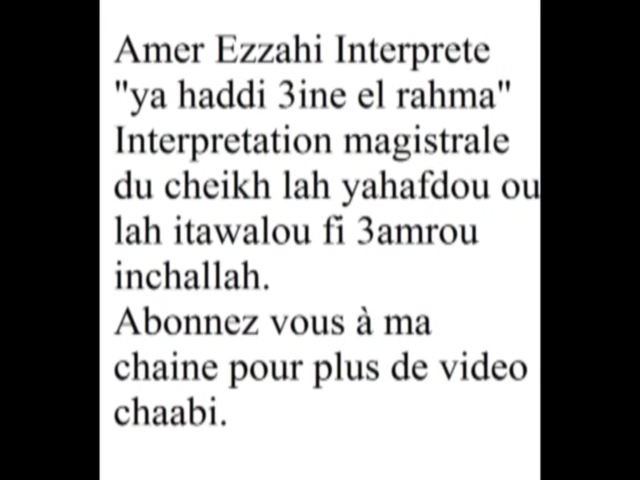 Amer Ezzahi Interprete
"ya haddi 3ine el rahma"
Interpretation magistrale
du cheikh lah yahafdou ou
lah itawalou fi 3amrou
inchallah.
Abonnez vous à ma
chaine pour plus de video
chaabi.